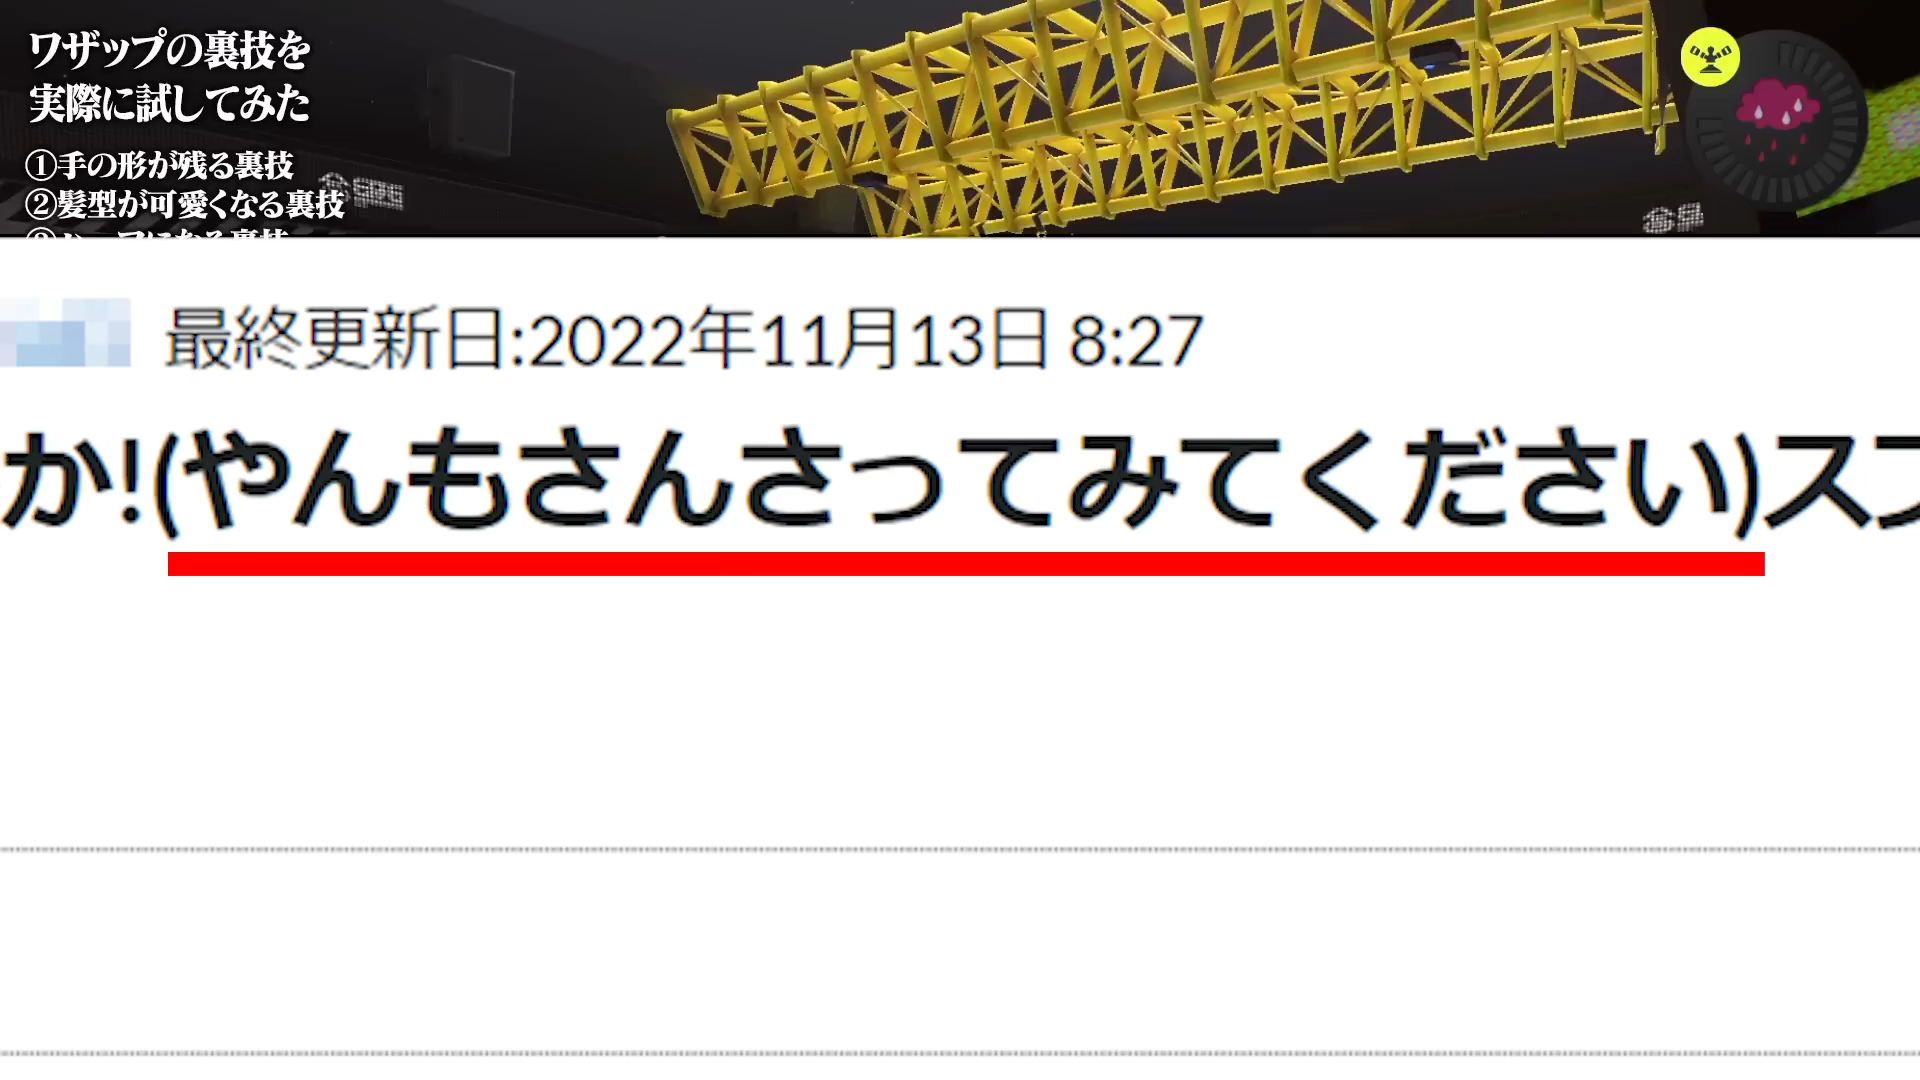 ワザップの裏技を
実際に試してみた
①手の形が残る裏技
②髪型が可愛くなる裏技
最終更新日:2022年11月13日 8:27
か!(やんもさんさってみてください)ス